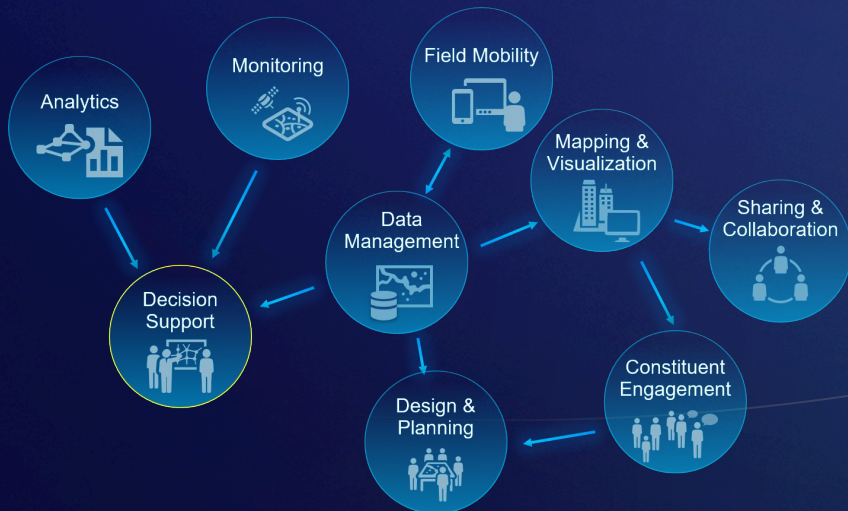 Analytics
Monitoring
Field Mobility
Mapping &
Visualization
Sharing &
Collaboration
Data
Management
Decision
Support
Constituent
Engagement
Design &
Planning